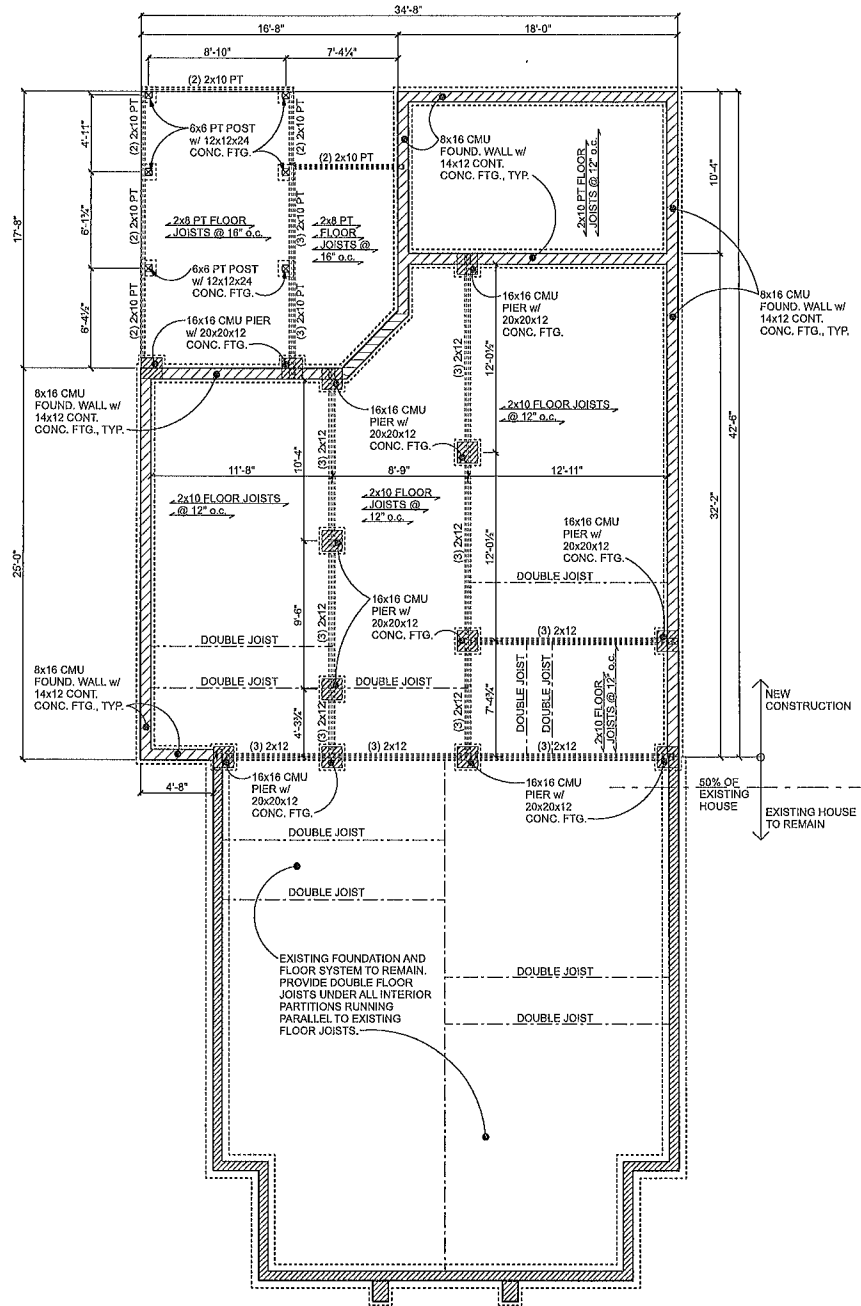 34'-8"
16'-8"
18'-0"
8'-10"
7'-4¼"
(2) 2x10 PT
17'-8"
4'-11"
6'-1¾"
6'-4½"
(2) 2x10 PT
(2) 2x10 PT
(2) 2x10 PT
(2) 2x10 PT
(3) 2x10 PT
(3) 2x10 PT
(2) 2x10 PT
6x6 PT POST
w/ 12x12x24
CONC. FTG.
2x8 PT FLOOR
JOISTS @ 16" o.c.
2x8 PT
FLOOR
JOISTS @
16" o.c.
6x6 PT POST
w/ 12x12x24
CONC. FTG.
16x16 CMU PIER
w/ 20x20x12
CONC. FTG.
8x16 CMU
FOUND. WALL w/
14x12 CONT.
CONC. FTG., TYP.
2x10 PT FLOOR
JOISTS @ 12" o.c.
10'-4"
42'-6"
32'-2"
8x16 CMU
FOUND. WALL w/
14x12 CONT.
CONC. FTG., TYP.
16x16 CMU
PIER w/
20x20x12
CONC. FTG.
12'-0½"
(3) 2x12
8x16 CMU
FOUND. WALL w/
14x12 CONT.
CONC. FTG., TYP.
16x16 CMU
PIER w/
20x20x12
CONC. FTG.
2x10 FLOOR JOISTS
@ 12" o.c.
25'-0"
10'-4"
(3) 2x12
11'-8"
8'-9"
12'-11"
2x10 FLOOR JOISTS
@ 12" o.c.
2x10 FLOOR
JOISTS @
12" o.c.
(3) 2x12
12'-0½"
16x16 CMU
PIER w/
20x20x12
CONC. FTG.
DOUBLE JOIST
16x16 CMU
PIER w/
20x20x12
CONC. FTG.
9'-6"
(3) 2x12
(3) 2x12
DOUBLE JOIST
8x16 CMU
FOUND. WALL w/
14x12 CONT.
CONC. FTG., TYP.
DOUBLE JOIST
DOUBLE JOIST
4'-3¾"
(3) 2x12
(3) 2x12
7'-4¾"
DOUBLE JOIST
DOUBLE JOIST
2x10 FLOOR
JOISTS @ 12" o.c.
NEW
CONSTRUCTION
(3) 2x12
(3) 2x12
(3) 2x12
4'-8"
16x16 CMU
PIER w/
20x20x12
CONC. FTG.
16x16 CMU
PIER w/
20x20x12
CONC. FTG.
50% OF
EXISTING
HOUSE
EXISTING HOUSE
TO REMAIN
DOUBLE JOIST
DOUBLE JOIST
EXISTING FOUNDATION AND
FLOOR SYSTEM TO REMAIN.
PROVIDE DOUBLE FLOOR
JOISTS UNDER ALL INTERIOR
PARTITIONS RUNNING
PARALLEL TO EXISTING
FLOOR JOISTS.
DOUBLE JOIST
DOUBLE JOIST